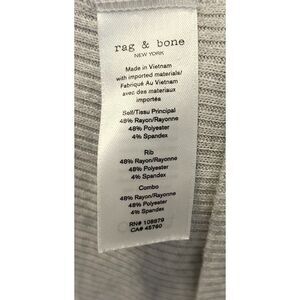 rag & bone
NEW YORK
Made in Vietnam
with imported materials/
Fabriqué Au Vietnam
avec des matériaux
importés
Self/Tissu Principal
48% Rayon/Rayonne
48% Polyester
4% Spandex
Rib
48% Rayon/Rayonne
48% Polyester
4% Spandex
Combo
48% Rayon/Rayonne
48% Polyester
4% Spandex
RN# 108879
CA# 45760